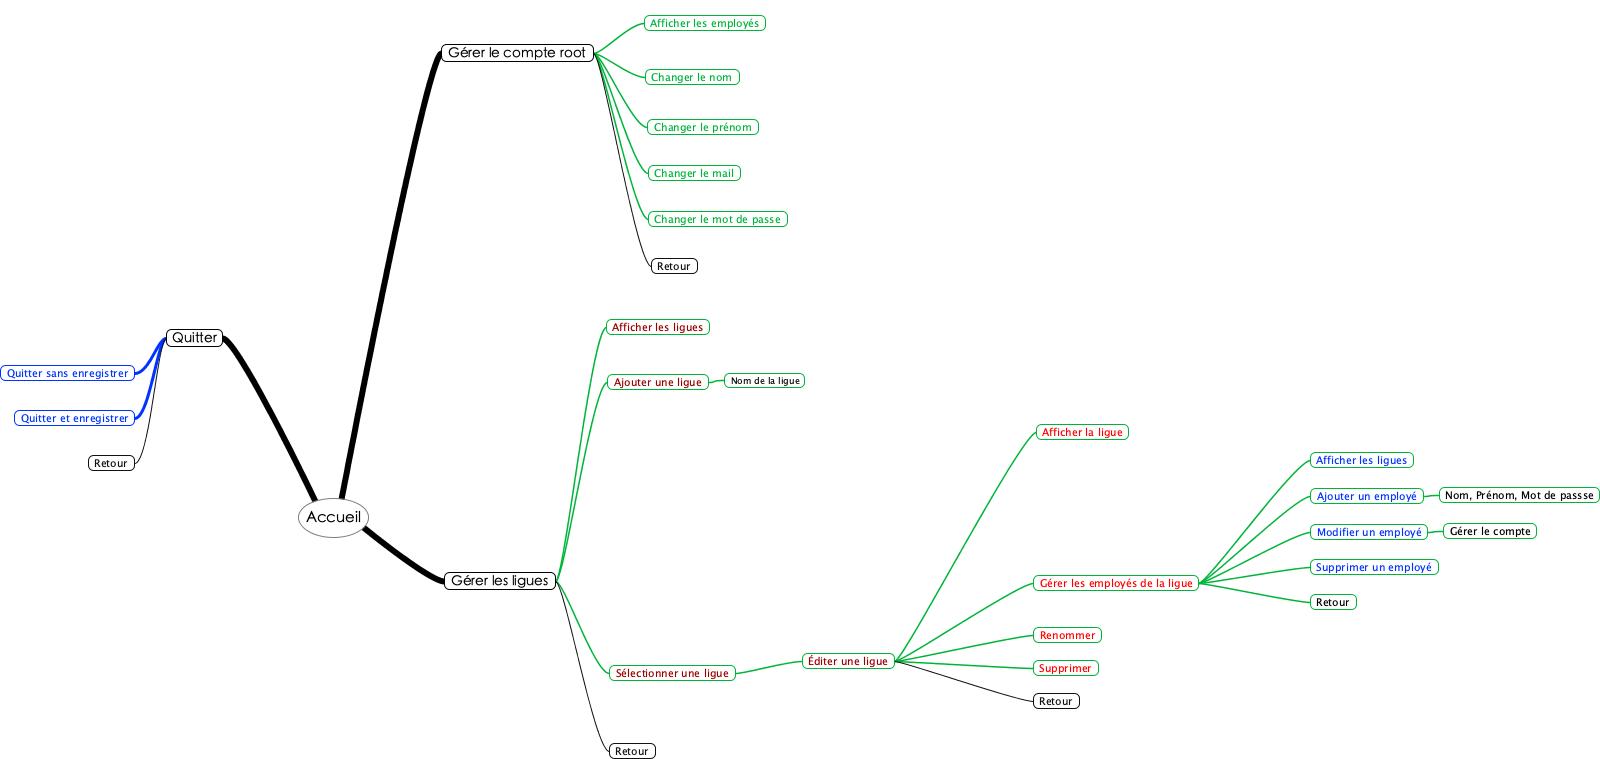 Accueil
Gérer le compte root
Afficher les employés
Changer le nom
Changer le prénom
Changer le mail
Changer le mot de passe
Retour
Quitter
Quitter sans enregistrer
Quitter et enregistrer
Retour
Gérer les ligues
Afficher les ligues
Ajouter une ligue
Nom de la ligue
Sélectionner une ligue
Éditer une ligue
Afficher la ligue
Gérer les employés de la ligue
Afficher les ligues
Ajouter un employé
Nom, Prénom, Mot de passse
Modifier un employé
Gérer le compte
Supprimer un employé
Retour
Renommer
Supprimer
Retour
Retour